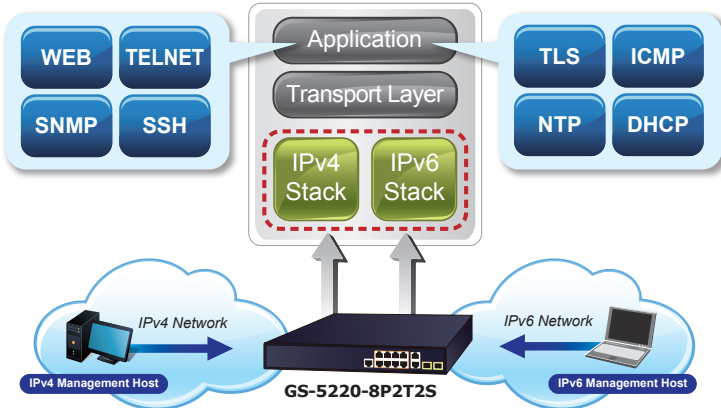 Application
WEB
TELNET
SNMP
SSH
TLS
ICMP
NTP
DHCP
Transport Layer
IPv4
Stack
IPv6
Stack
IPv4 Network
IPv4 Management Host
IPv6 Network
IPv6 Management Host
GS-5220-8P2T2S